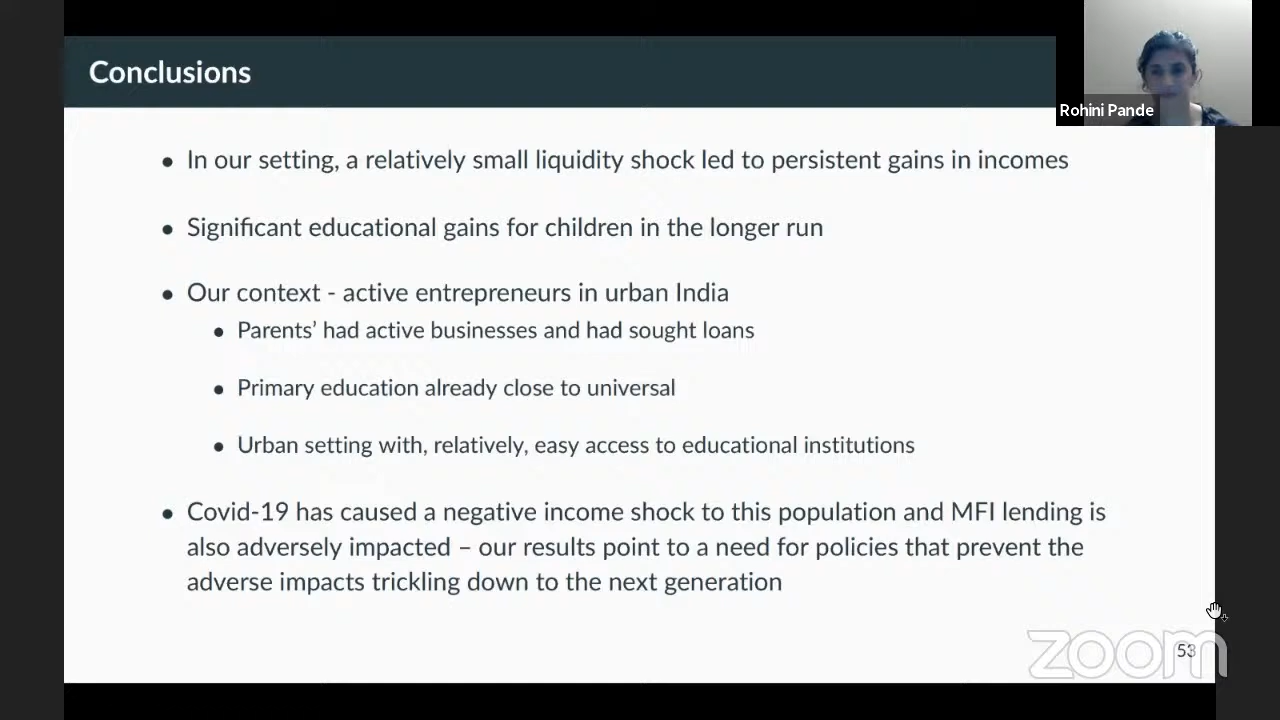 Conclusions
Rohini Pande
• In our setting, a relatively small liquidity shock led to persistent gains in incomes
• Significant educational gains for children in the longer run
• Our context - active entrepreneurs in urban India
• Parents’ had active businesses and had sought loans
• Primary education already close to universal
• Urban setting with, relatively, easy access to educational institutions
• Covid-19 has caused a negative income shock to this population and MFI lending is
also adversely impacted – our results point to a need for policies that prevent the
adverse impacts trickling down to the next generation
zoom
53